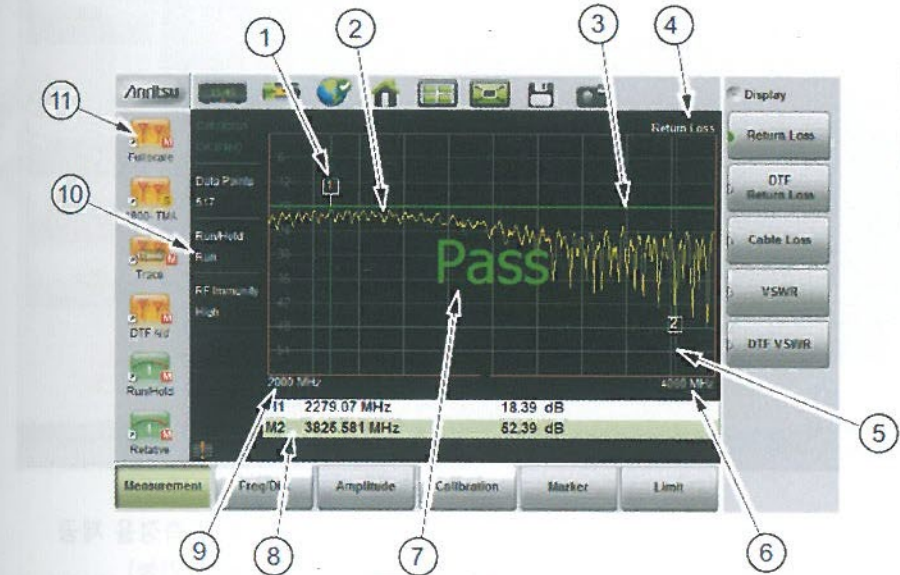 1
2
3
4
11
Anritsu
Display
Return Loss
Return Loss
Fullscale
Data Points
517
1
DTF
Return Loss
10
1800- TMA
Run/Hold
Run
Cable Loss
Pass
Trace
RF Immunity
High
VSWR
2
DTF Aid
DTF VSWR
2000 MHz
4000 MHz
Run/Hold
M1 2279.07 MHz 18.39 dB
5
M2 3825.581 MHz 52.39 dB
Relative
Measurement
Amplitude
Calibration
Marker
Limit
9
8
7
6